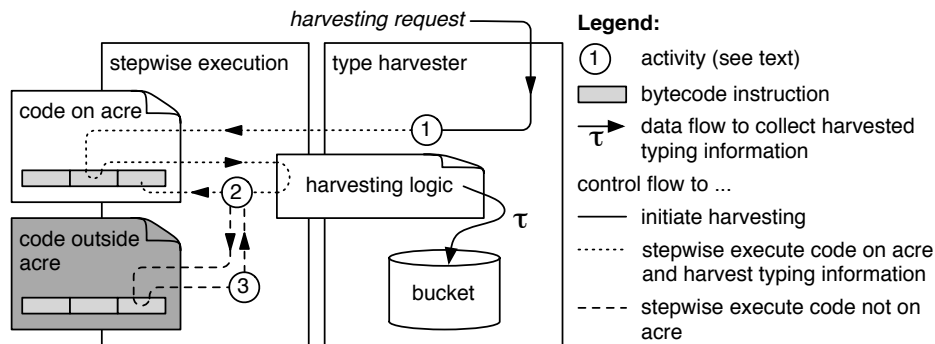 harvesting request
stepwise execution
type harvester
code on acre
1
harvesting logic
2
τ
code outside
acre
3
bucket
Legend:
1 activity (see text)
bytecode instruction
τ data flow to collect harvested
typing information
control flow to ...
initiate harvesting
stepwise execute code on acre
and harvest typing information
stepwise execute code not on
acre